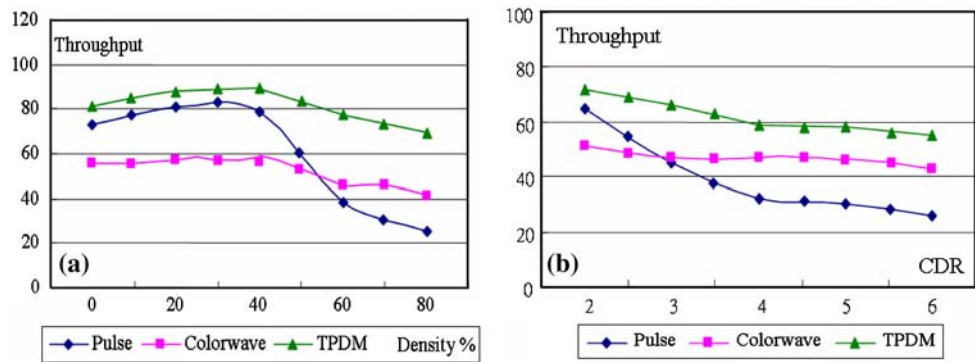 120
100
80
60
40
20
0
Throughput
(a)
0 20 40 60 80
Pulse Colorwave TPDM Density %
100
80
60
40
20
0
Throughput
(b)
CDR
2 3 4 5 6
Pulse Colorwave TPDM